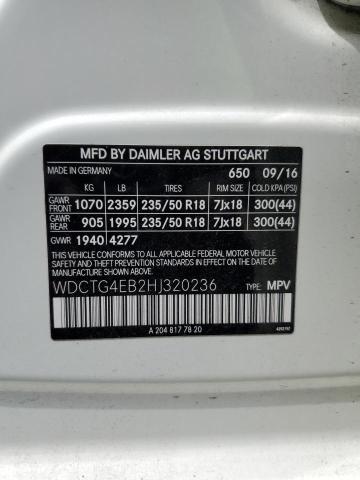 MFD BY DAIMLER AG STUTTGART
MADE IN GERMANY 650 09/16
KG LB TIRES RIM SIZE COLD KPA (PSI)
GAWR FRONT 1070 2359 235/50 R18 7Jx18 300(44)
GAWR REAR 905 1995 235/50 R18 7Jx18 300(44)
GVWR 1940 4277
THIS VEHICLE CONFORMS TO ALL APPLICABLE FEDERAL MOTOR VEHICLE SAFETY STANDARDS IN EFFECT ON THE DATE OF MANUFACTURE SHOWN ABOVE.
WDCTG4EB2HJ320236 TYPE: MPV
A 204 817 78 20